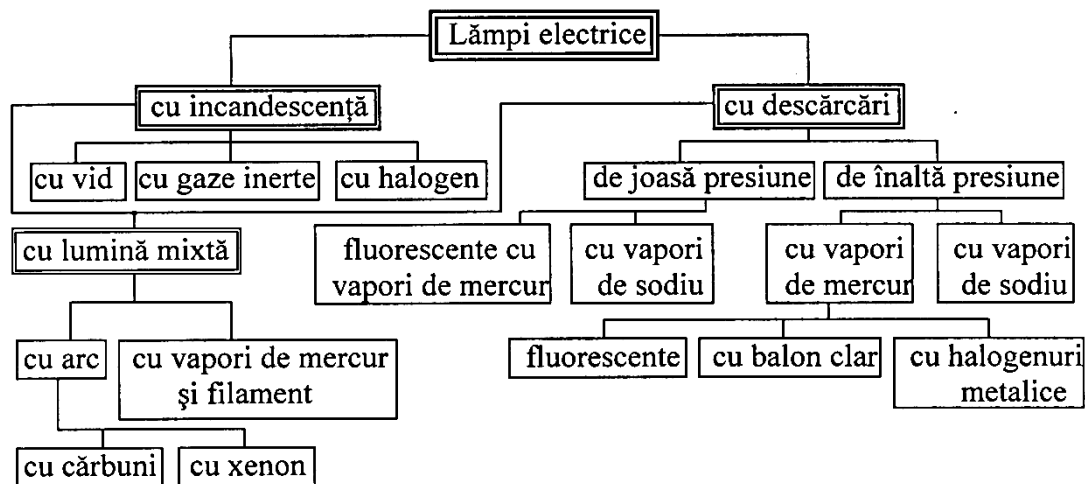 Lămpi electrice
cu incandescență
cu descărcări
cu vid
cu gaze inerte
cu halogen
de joasă presiune
de înaltă presiune
cu lumină mixtă
fluorescente cu
vapori de mercur
cu vapori
de sodiu
cu vapori
de mercur
cu vapori
de sodiu
cu arc
cu vapori de mercur
şi filament
fluorescente
cu balon clar
cu halogenuri
metalice
cu cărbuni
cu xenon